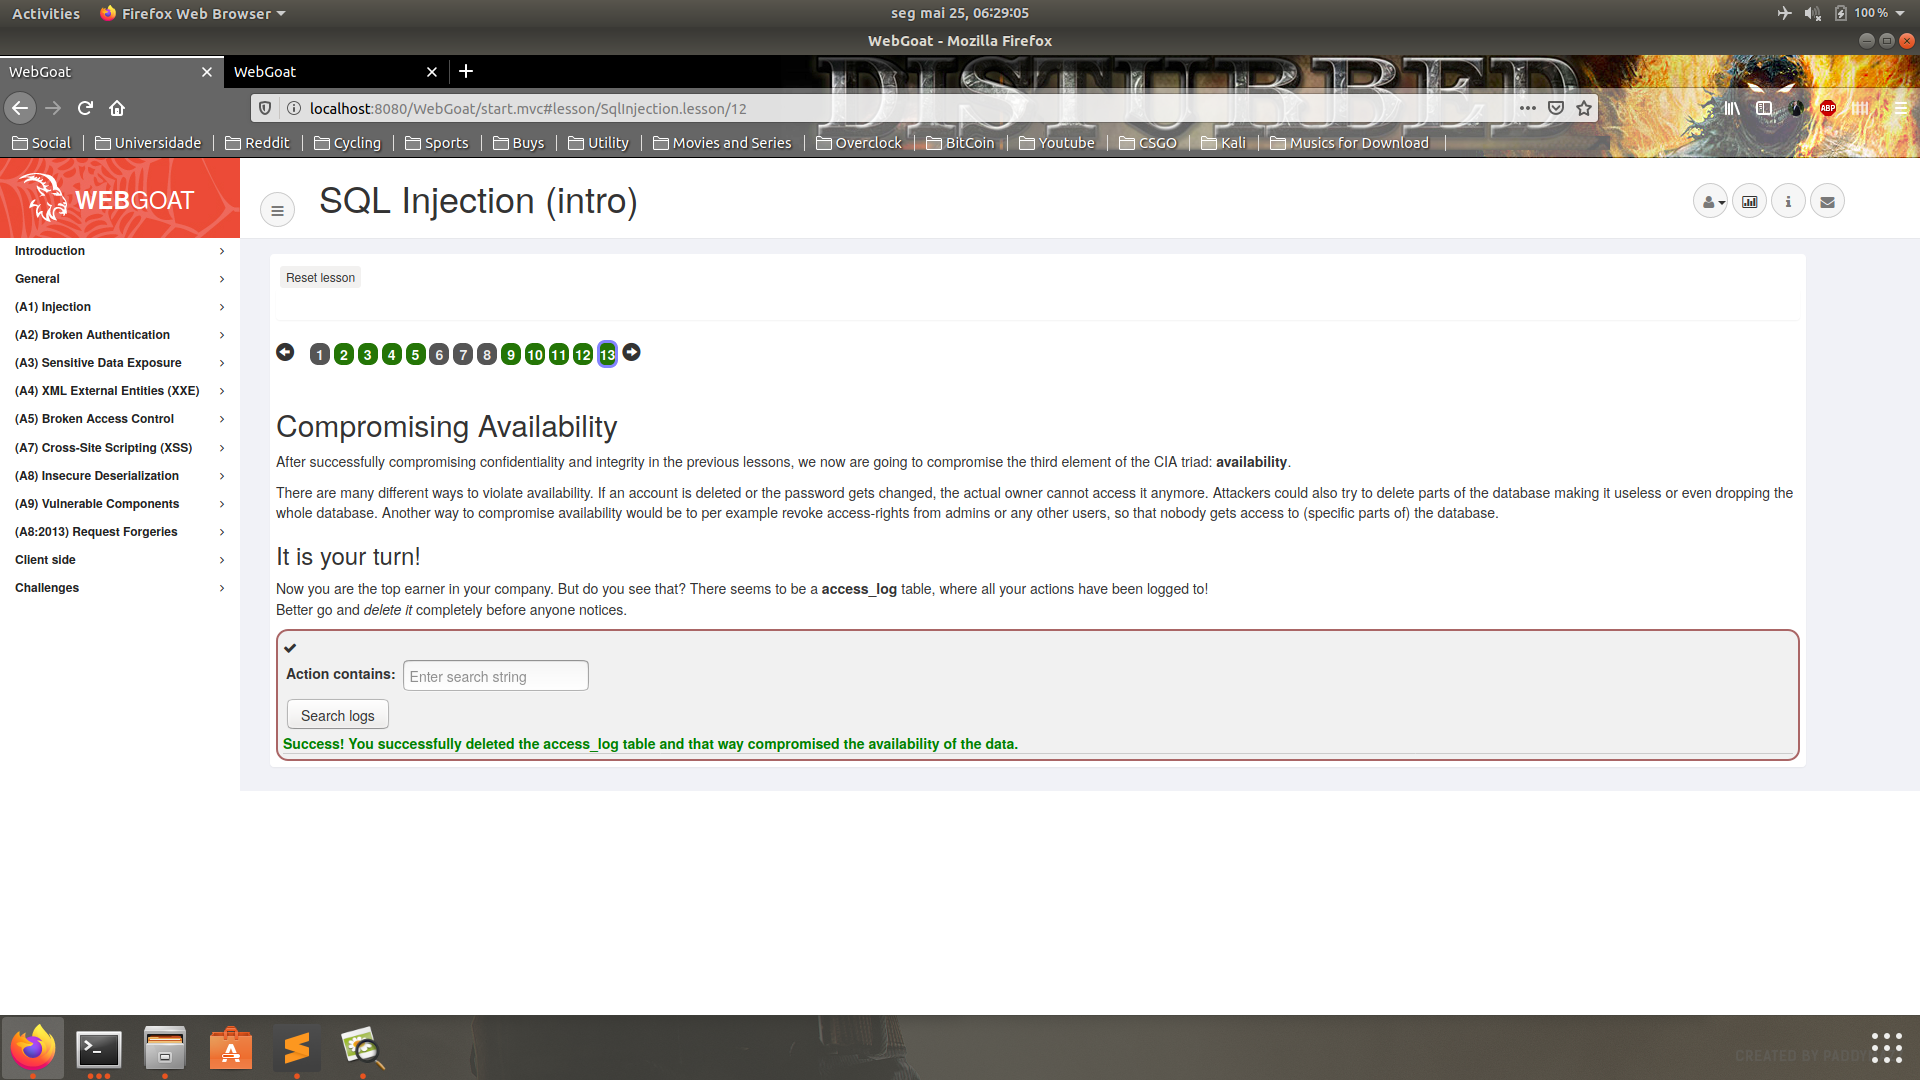 Activities Firefox Web Browser seg mai 25, 06:29:05 100 %
WebGoat - Mozilla Firefox
WebGoat WebGoat
DISTURBED
localhost:8080/WebGoat/start.mvc#lesson/SqlInjection.lesson/12 ABP
Social Universidade Reddit Cycling Sports Buys Utility Movies and Series Overclock BitCoin Youtube CSGO Kali Musics for Download
WEBGOAT
SQL Injection (intro)
Introduction
General
(A1) Injection
(A2) Broken Authentication
(A3) Sensitive Data Exposure
(A4) XML External Entities (XXE)
(A5) Broken Access Control
(A7) Cross-Site Scripting (XSS)
(A8) Insecure Deserialization
(A9) Vulnerable Components
(A8:2013) Request Forgeries
Client side
Challenges
Reset lesson
1 2 3 4 5 6 7 8 9 10 11 12 13
Compromising Availability
After successfully compromising confidentiality and integrity in the previous lessons, we now are going to compromise the third element of the CIA triad: availability.
There are many different ways to violate availability. If an account is deleted or the password gets changed, the actual owner cannot access it anymore. Attackers could also try to delete parts of the database making it useless or even dropping the
whole database. Another way to compromise availability would be to per example revoke access-rights from admins or any other users, so that nobody gets access to (specific parts of) the database.
It is your turn!
Now you are the top earner in your company. But do you see that? There seems to be a access_log table, where all your actions have been logged to!
Better go and delete it completely before anyone notices.
Action contains: Enter search string
Search logs
Success! You successfully deleted the access_log table and that way compromised the availability of the data.
CREATED BY